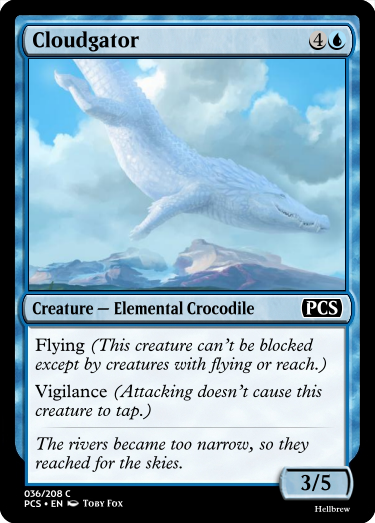 Cloudgator 4
Creature — Elemental Crocodile PCS
Flying (This creature can't be blocked
except by creatures with flying or reach.)
Vigilance (Attacking doesn't cause this
creature to tap.)
The rivers became too narrow, so they
reached for the skies.
3/5
036/208 C
PCS • EN Toby Fox
Hellbrew